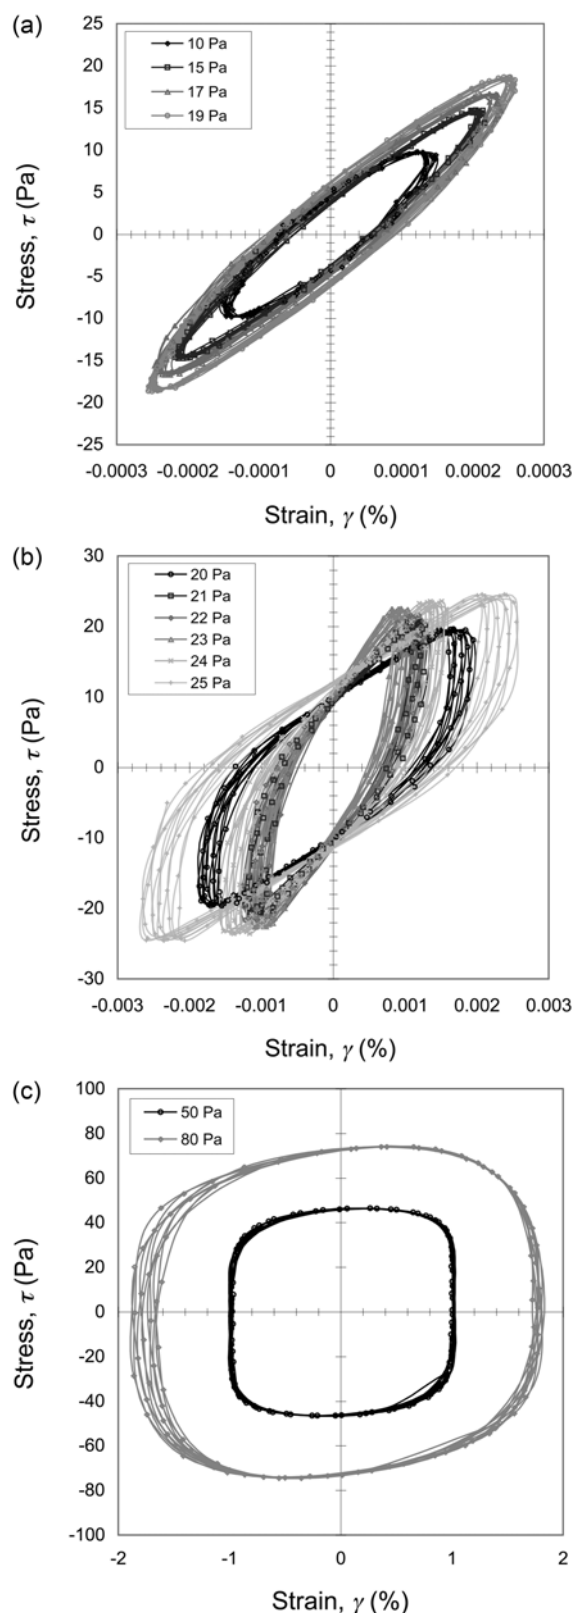 (a)
25
20
15
10
5
0
-5
-10
-15
-20
-25
Stress, τ (Pa)
10 Pa
15 Pa
17 Pa
19 Pa
-0.0003 -0.0002 -0.0001 0 0.0001 0.0002 0.0003
Strain, γ (%)
(b)
30
20
10
0
-10
-20
-30
Stress, τ (Pa)
20 Pa
21 Pa
22 Pa
23 Pa
24 Pa
25 Pa
-0.003 -0.002 -0.001 0 0.001 0.002 0.003
Strain, γ (%)
(c)
100
80
60
40
20
0
-20
-40
-60
-80
-100
Stress, τ (Pa)
50 Pa
80 Pa
-2 -1 0 1 2
Strain, γ (%)